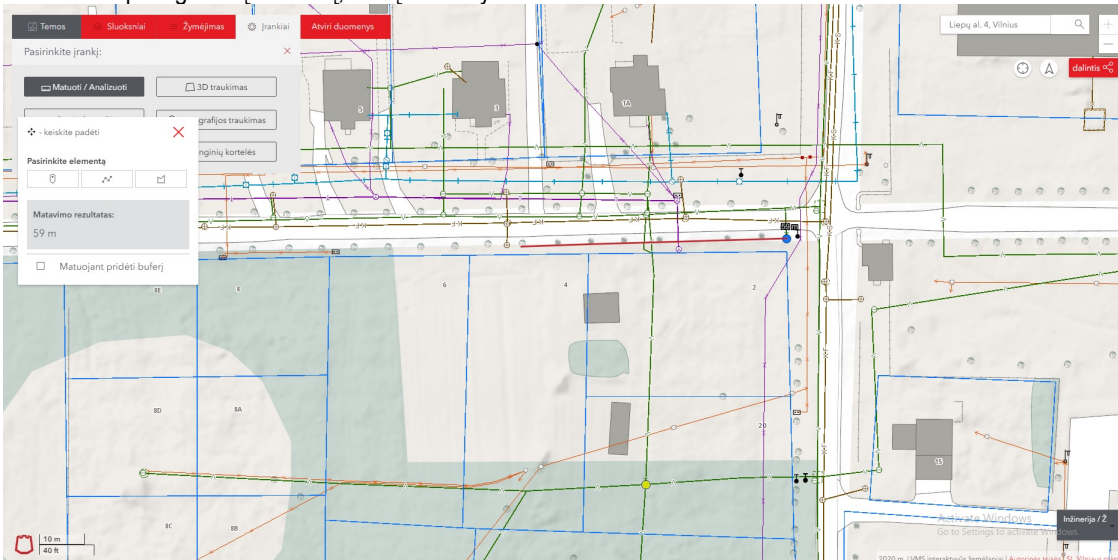 Temos
Sluoksniai
Žymėjimas
Įrankiai
Atviri duomenys
Liepų al. 4, Vilnius
Pasirinkite įrankį:
dalintis
Matuoti / Analizuoti
3D traukimas
grafijos traukimas
- keiskite padėtį
nginių kortelės
Pasirinkite elementą
Matavimo rezultatas:
59 m
Matuojant pridėti buferį
5
3
1A
8E
8
6
4
2
8D
8A
20
15
8C
8B
10 m
40 ft
Activate Windows
Go to Settings to activate Windows.
Inžinerija / Ž
2020 m. | VMS interaktyvūs žemėlapiai |